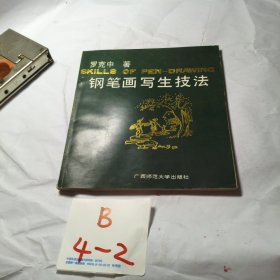 罗克中 著
SKILLS OF PEN-DRAWING
钢笔画写生技法
广西师范大学出版社
B
4-2